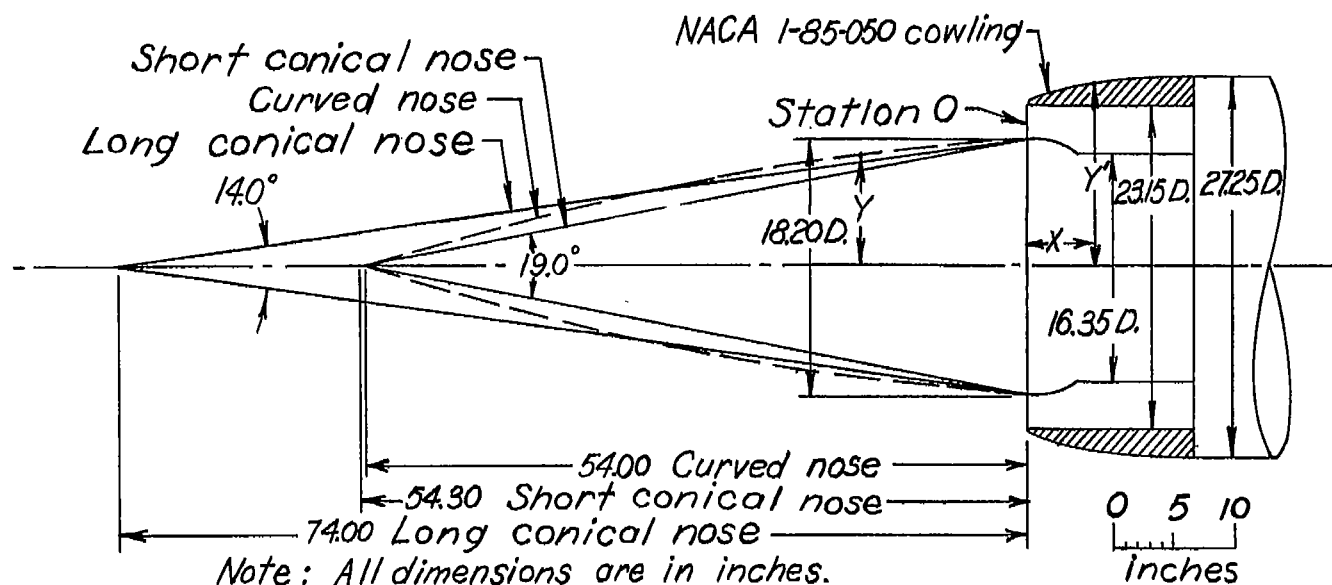 NACA 1-85-050 cowling
Short conical nose
Curved nose
Station 0
Long conical nose
14.0°
19.0°
18.20 D.
Y
X
Y'
23.15 D.
27.25 D.
16.35 D.
54.00 Curved nose
54.30 Short conical nose
74.00 Long conical nose
0 5 10
inches
Note: All dimensions are in inches.